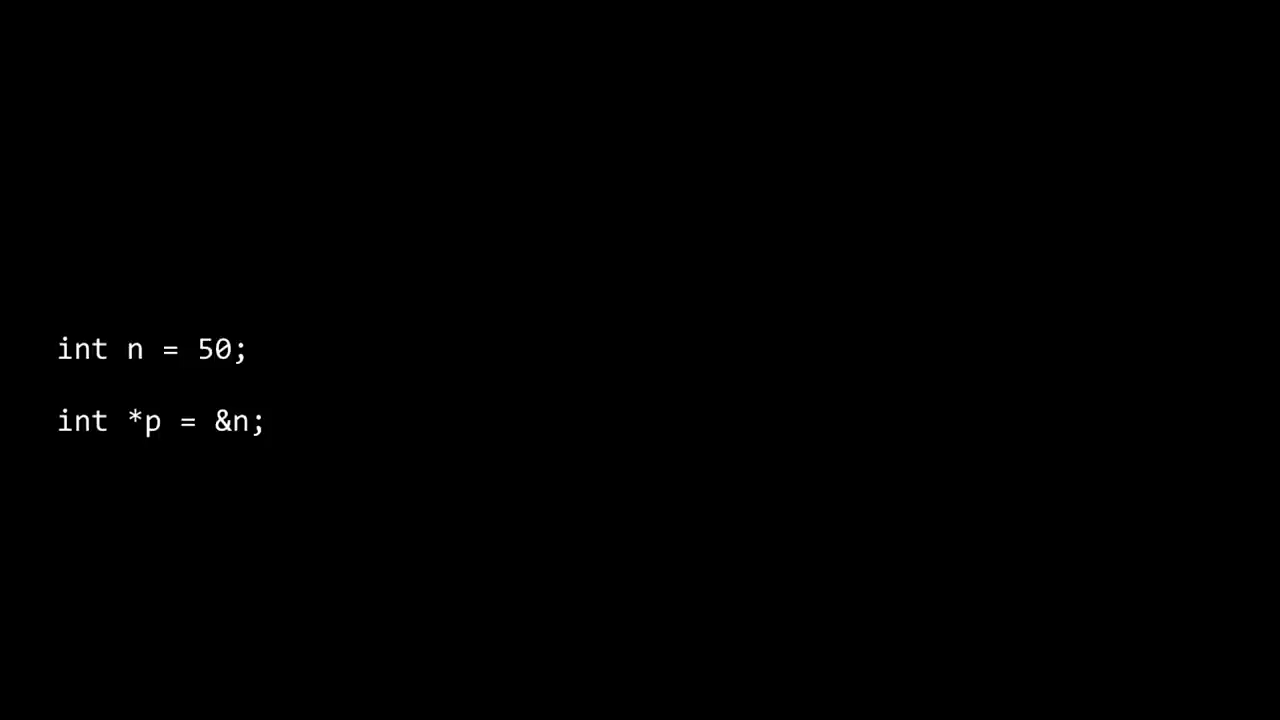 int n = 50;
int *p = &n;